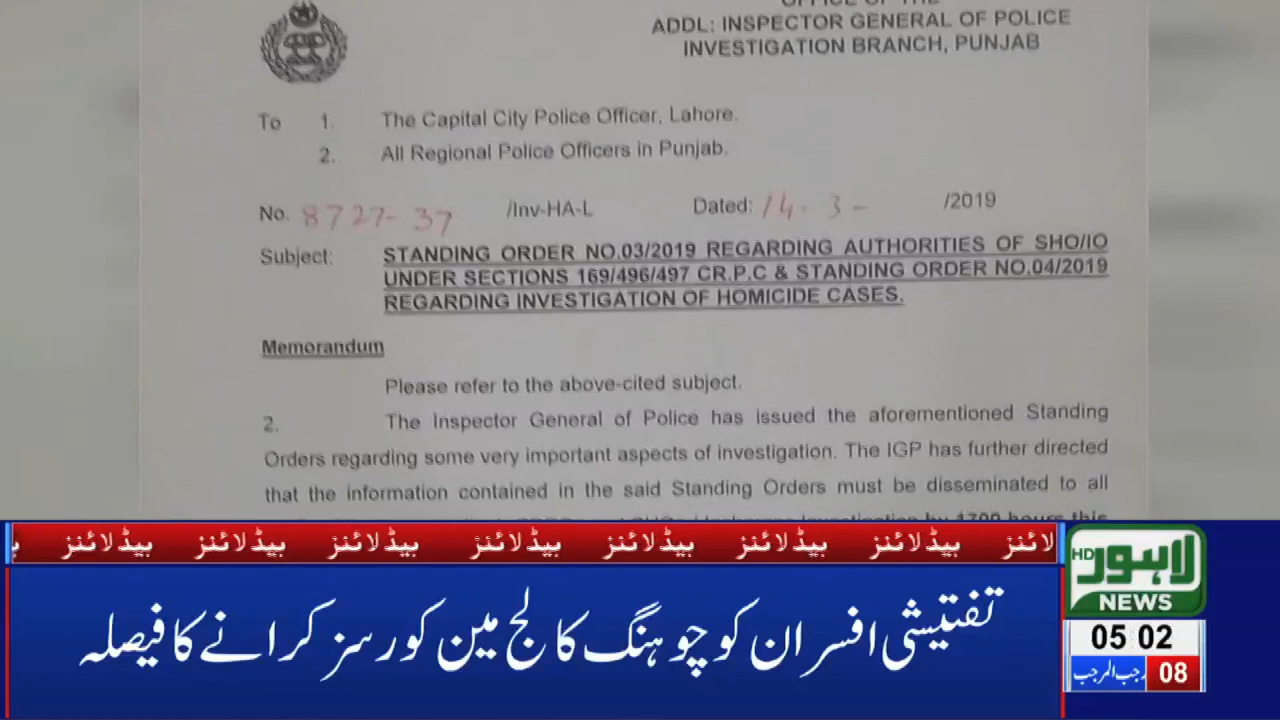 ADDL: INSPECTOR GENERAL OF POLICE
INVESTIGATION BRANCH, PUNJAB
To 1. The Capital City Police Officer, Lahore.
2. All Regional Police Officers in Punjab.
No. 8727-37 /Inv-HA-L Dated: 14-3- /2019
Subject: STANDING ORDER NO.03/2019 REGARDING AUTHORITIES OF SHO/IO
UNDER SECTIONS 169/496/497 CR.P.C & STANDING ORDER NO.04/2019
REGARDING INVESTIGATION OF HOMICIDE CASES.
Memorandum
Please refer to the above-cited subject.
2. The Inspector General of Police has issued the aforementioned Standing
Orders regarding some very important aspects of investigation. The IGP has further directed
that the information contained in the said Standing Orders must be disseminated to all
ہیڈلائنز ہیڈلائنز ہیڈلائنز ہیڈلائنز ہیڈلائنز ہیڈلائنز ہیڈلائنز
تفتیشی افسران کو چوہنگ کالج مین کورسز کرانے کا فیصلہ
لاہور HD
NEWS
05 02
رجب المرجب 08